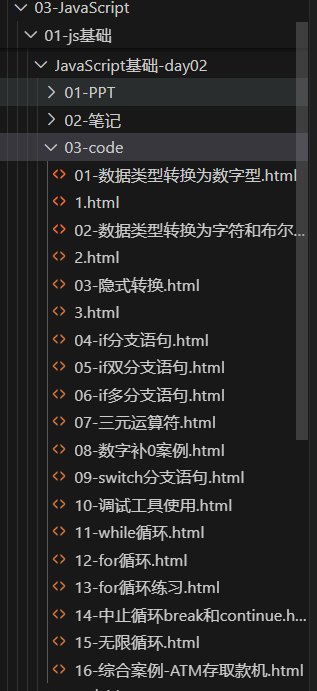 03-JavaScript
01-js基础
JavaScript基础-day02
01-PPT
02-笔记
03-code
01-数据类型转换为数字型.html
1.html
02-数据类型转换为字符和布尔...
2.html
03-隐式转换.html
3.html
04-if分支语句.html
05-if双分支语句.html
06-if多分支语句.html
07-三元运算符.html
08-数字补0案例.html
09-switch分支语句.html
10-调试工具使用.html
11-while循环.html
12-for循环.html
13-for循环练习.html
14-中止循环break和continue.h...
15-无限循环.html
16-综合案例-ATM存取款机.html